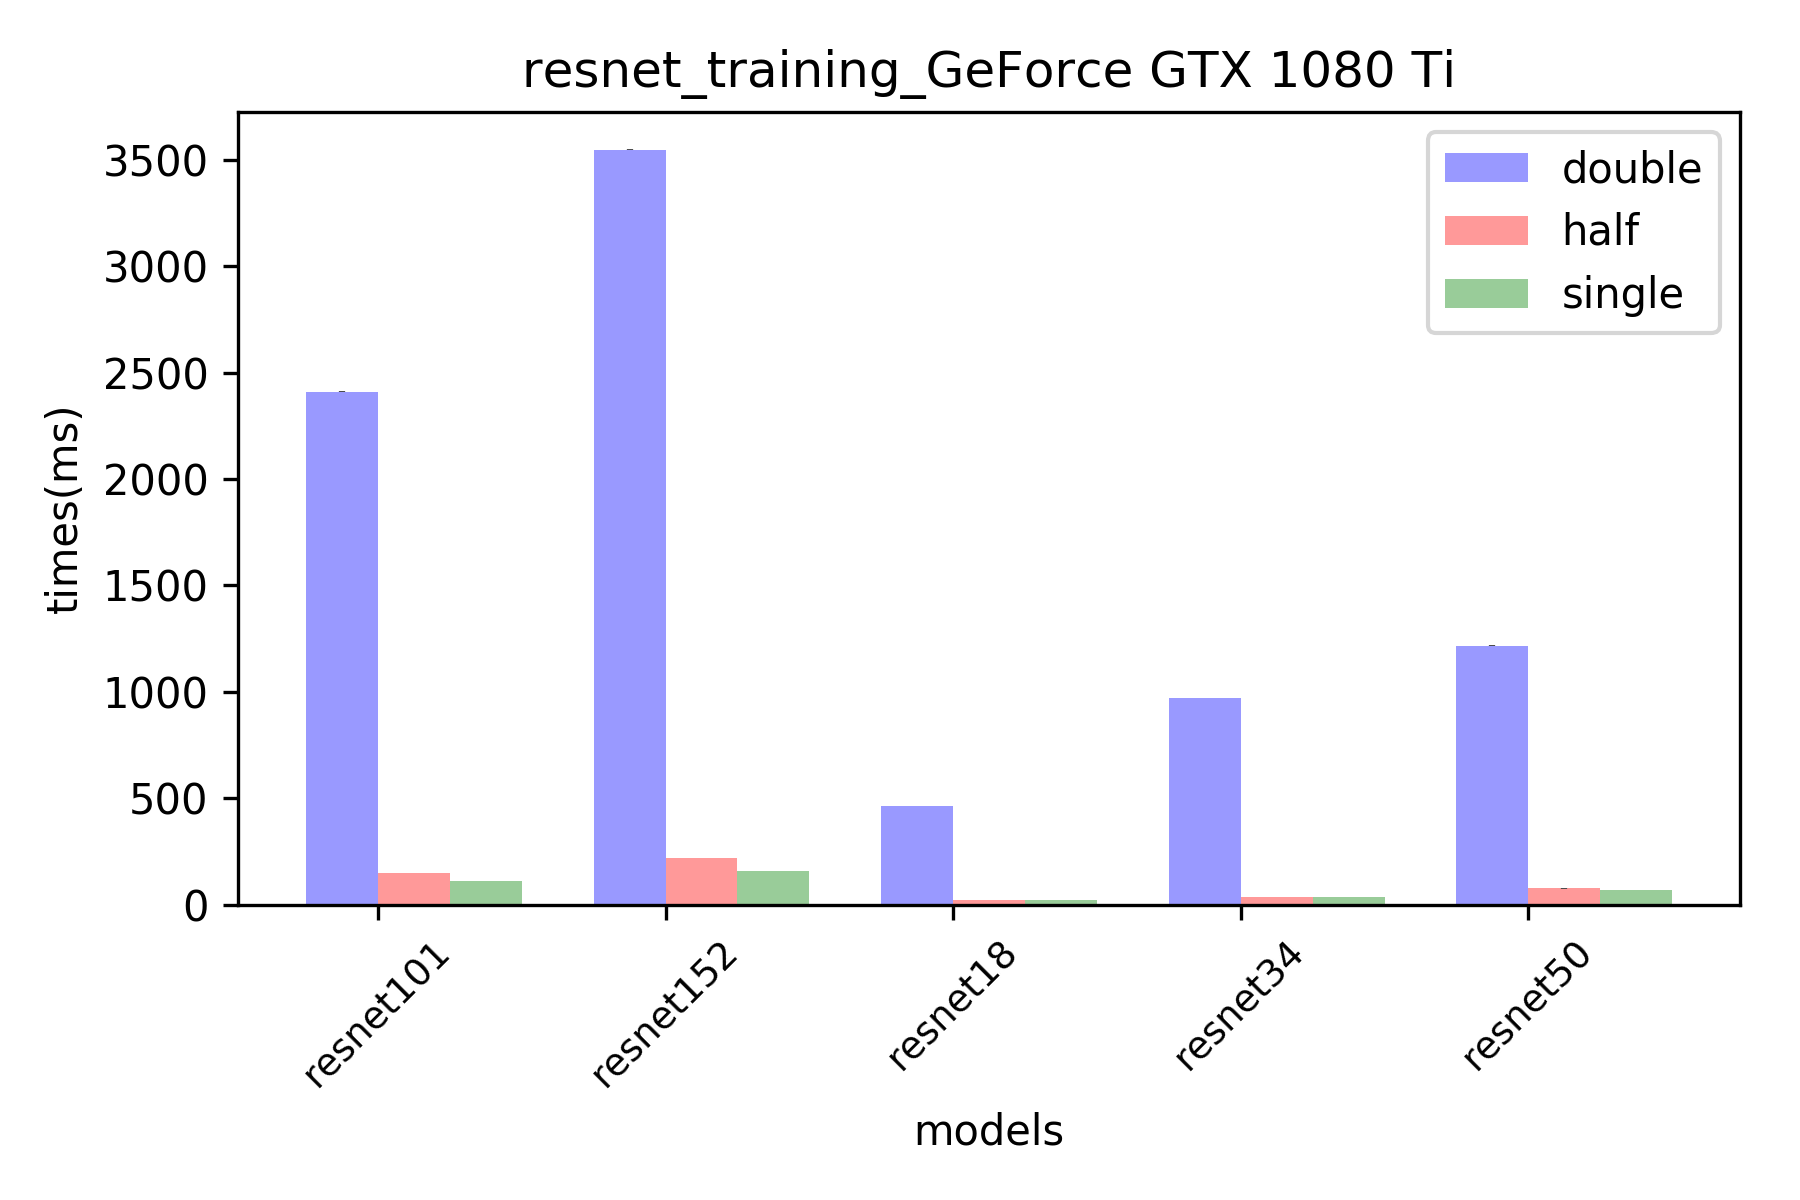 resnet_training_GeForce GTX 1080 Ti
double
half
single
3500
3000
2500
2000
1500
1000
500
0
times(ms)
resnet101
resnet152
resnet18
resnet34
resnet50
models